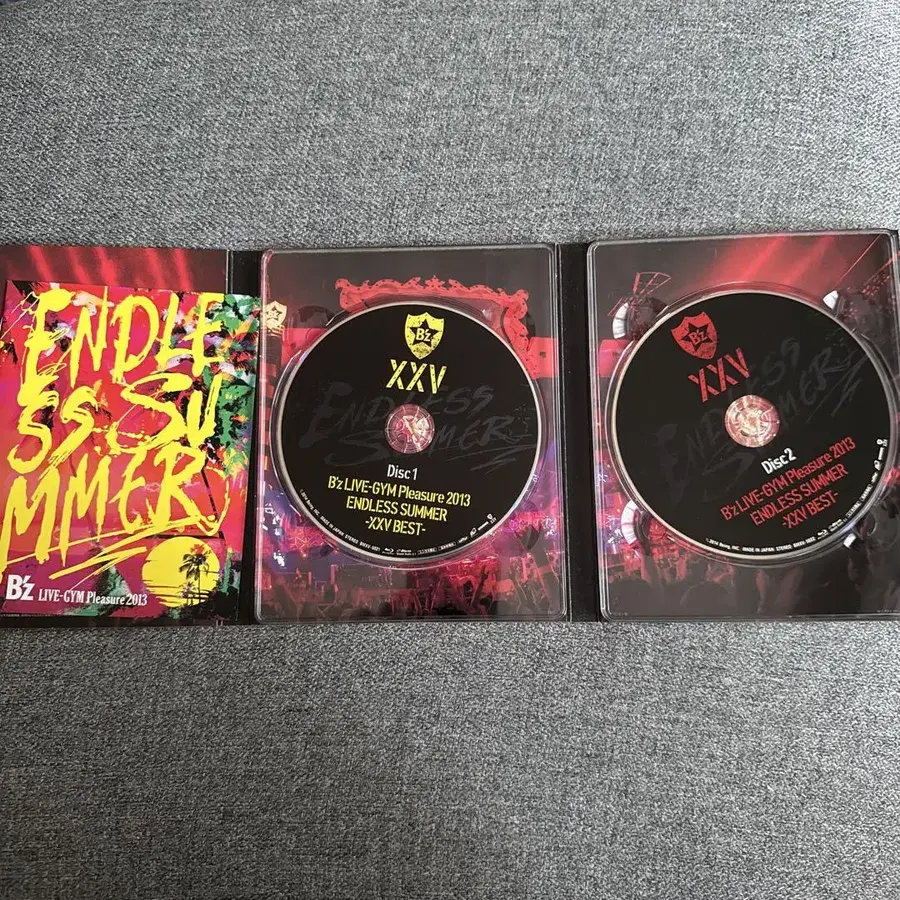 ENDLE
SS SU
MMER
B'z LIVE-GYM Pleasure 2013
B'z
XXV
ENDLESS
SUMMER
Disc 1
B'z LIVE-GYM Pleasure 2013
ENDLESS SUMMER
-XXV BEST-
B'z
XXV
ENDLESS
SUMMER
Disc 2
B'z LIVE-GYM Pleasure 2013
ENDLESS SUMMER
-XXV BEST-